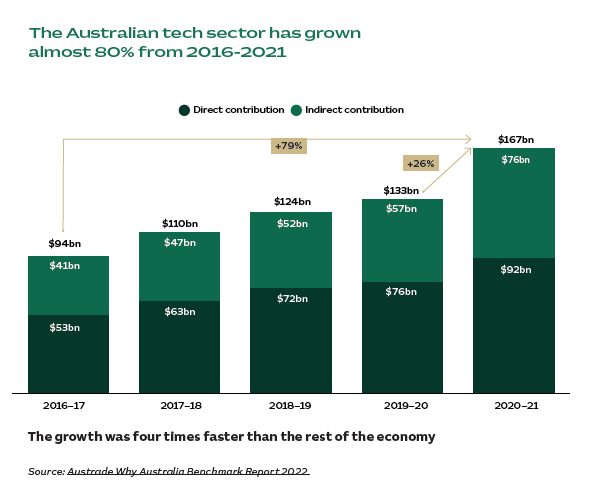 The Australian tech sector has grown
almost 80% from 2016-2021
Direct contribution Indirect contribution
+79%
$167bn
$76bn
+26%
$133bn
$57bn
$124bn
$52bn
$110bn
$47bn
$94bn
$41bn
$53bn
$63bn
$72bn
$76bn
$92bn
2016–17 2017–18 2018–19 2019–20 2020–21
The growth was four times faster than the rest of the economy
Source: Austrade Why Australia Benchmark Report 2022.